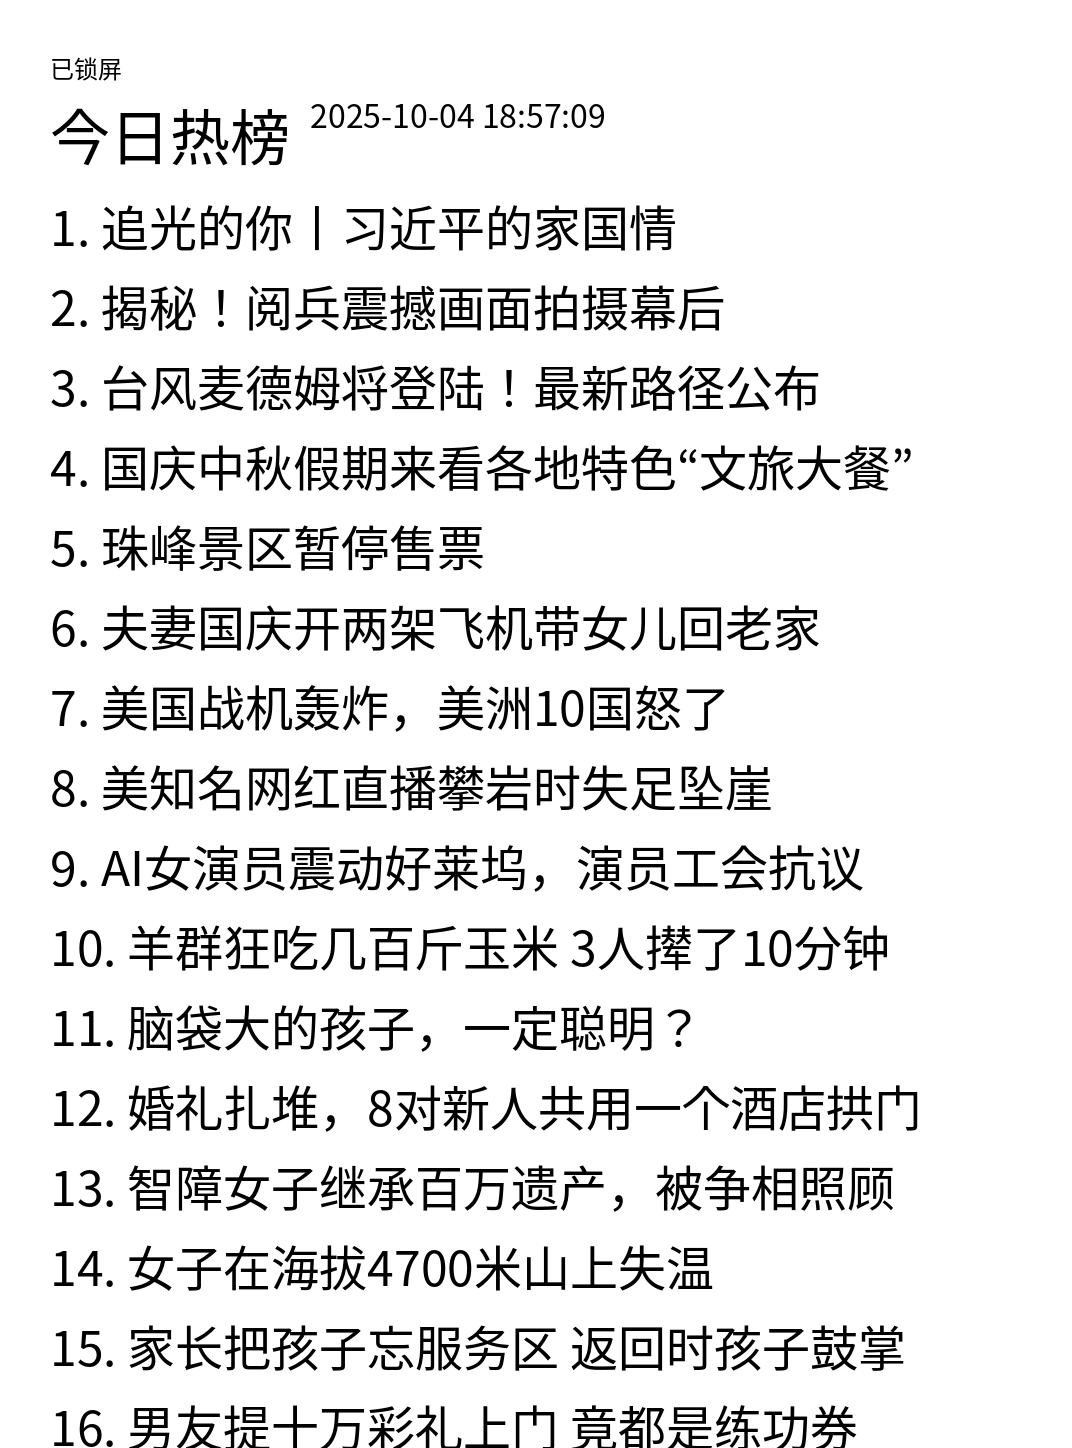 已锁屏
今日热榜 2025-10-04 18:57:09
1. 追光的你丨习近平的家国情
2. 揭秘！阅兵震撼画面拍摄幕后
3. 台风麦德姆将登陆！最新路径公布
4. 国庆中秋假期来看各地特色“文旅大餐”
5. 珠峰景区暂停售票
6. 夫妻国庆开两架飞机带女儿回老家
7. 美国战机轰炸，美洲10国怒了
8. 美知名网红直播攀岩时失足坠崖
9. AI女演员震动好莱坞，演员工会抗议
10. 羊群狂吃几百斤玉米 3人撵了10分钟
11. 脑袋大的孩子，一定聪明？
12. 婚礼扎堆，8对新人共用一个酒店拱门
13. 智障女子继承百万遗产，被争相照顾
14. 女子在海拔4700米山上失温
15. 家长把孩子忘服务区 返回时孩子鼓掌
16. 男友提十万彩礼上门 竟都是练功券